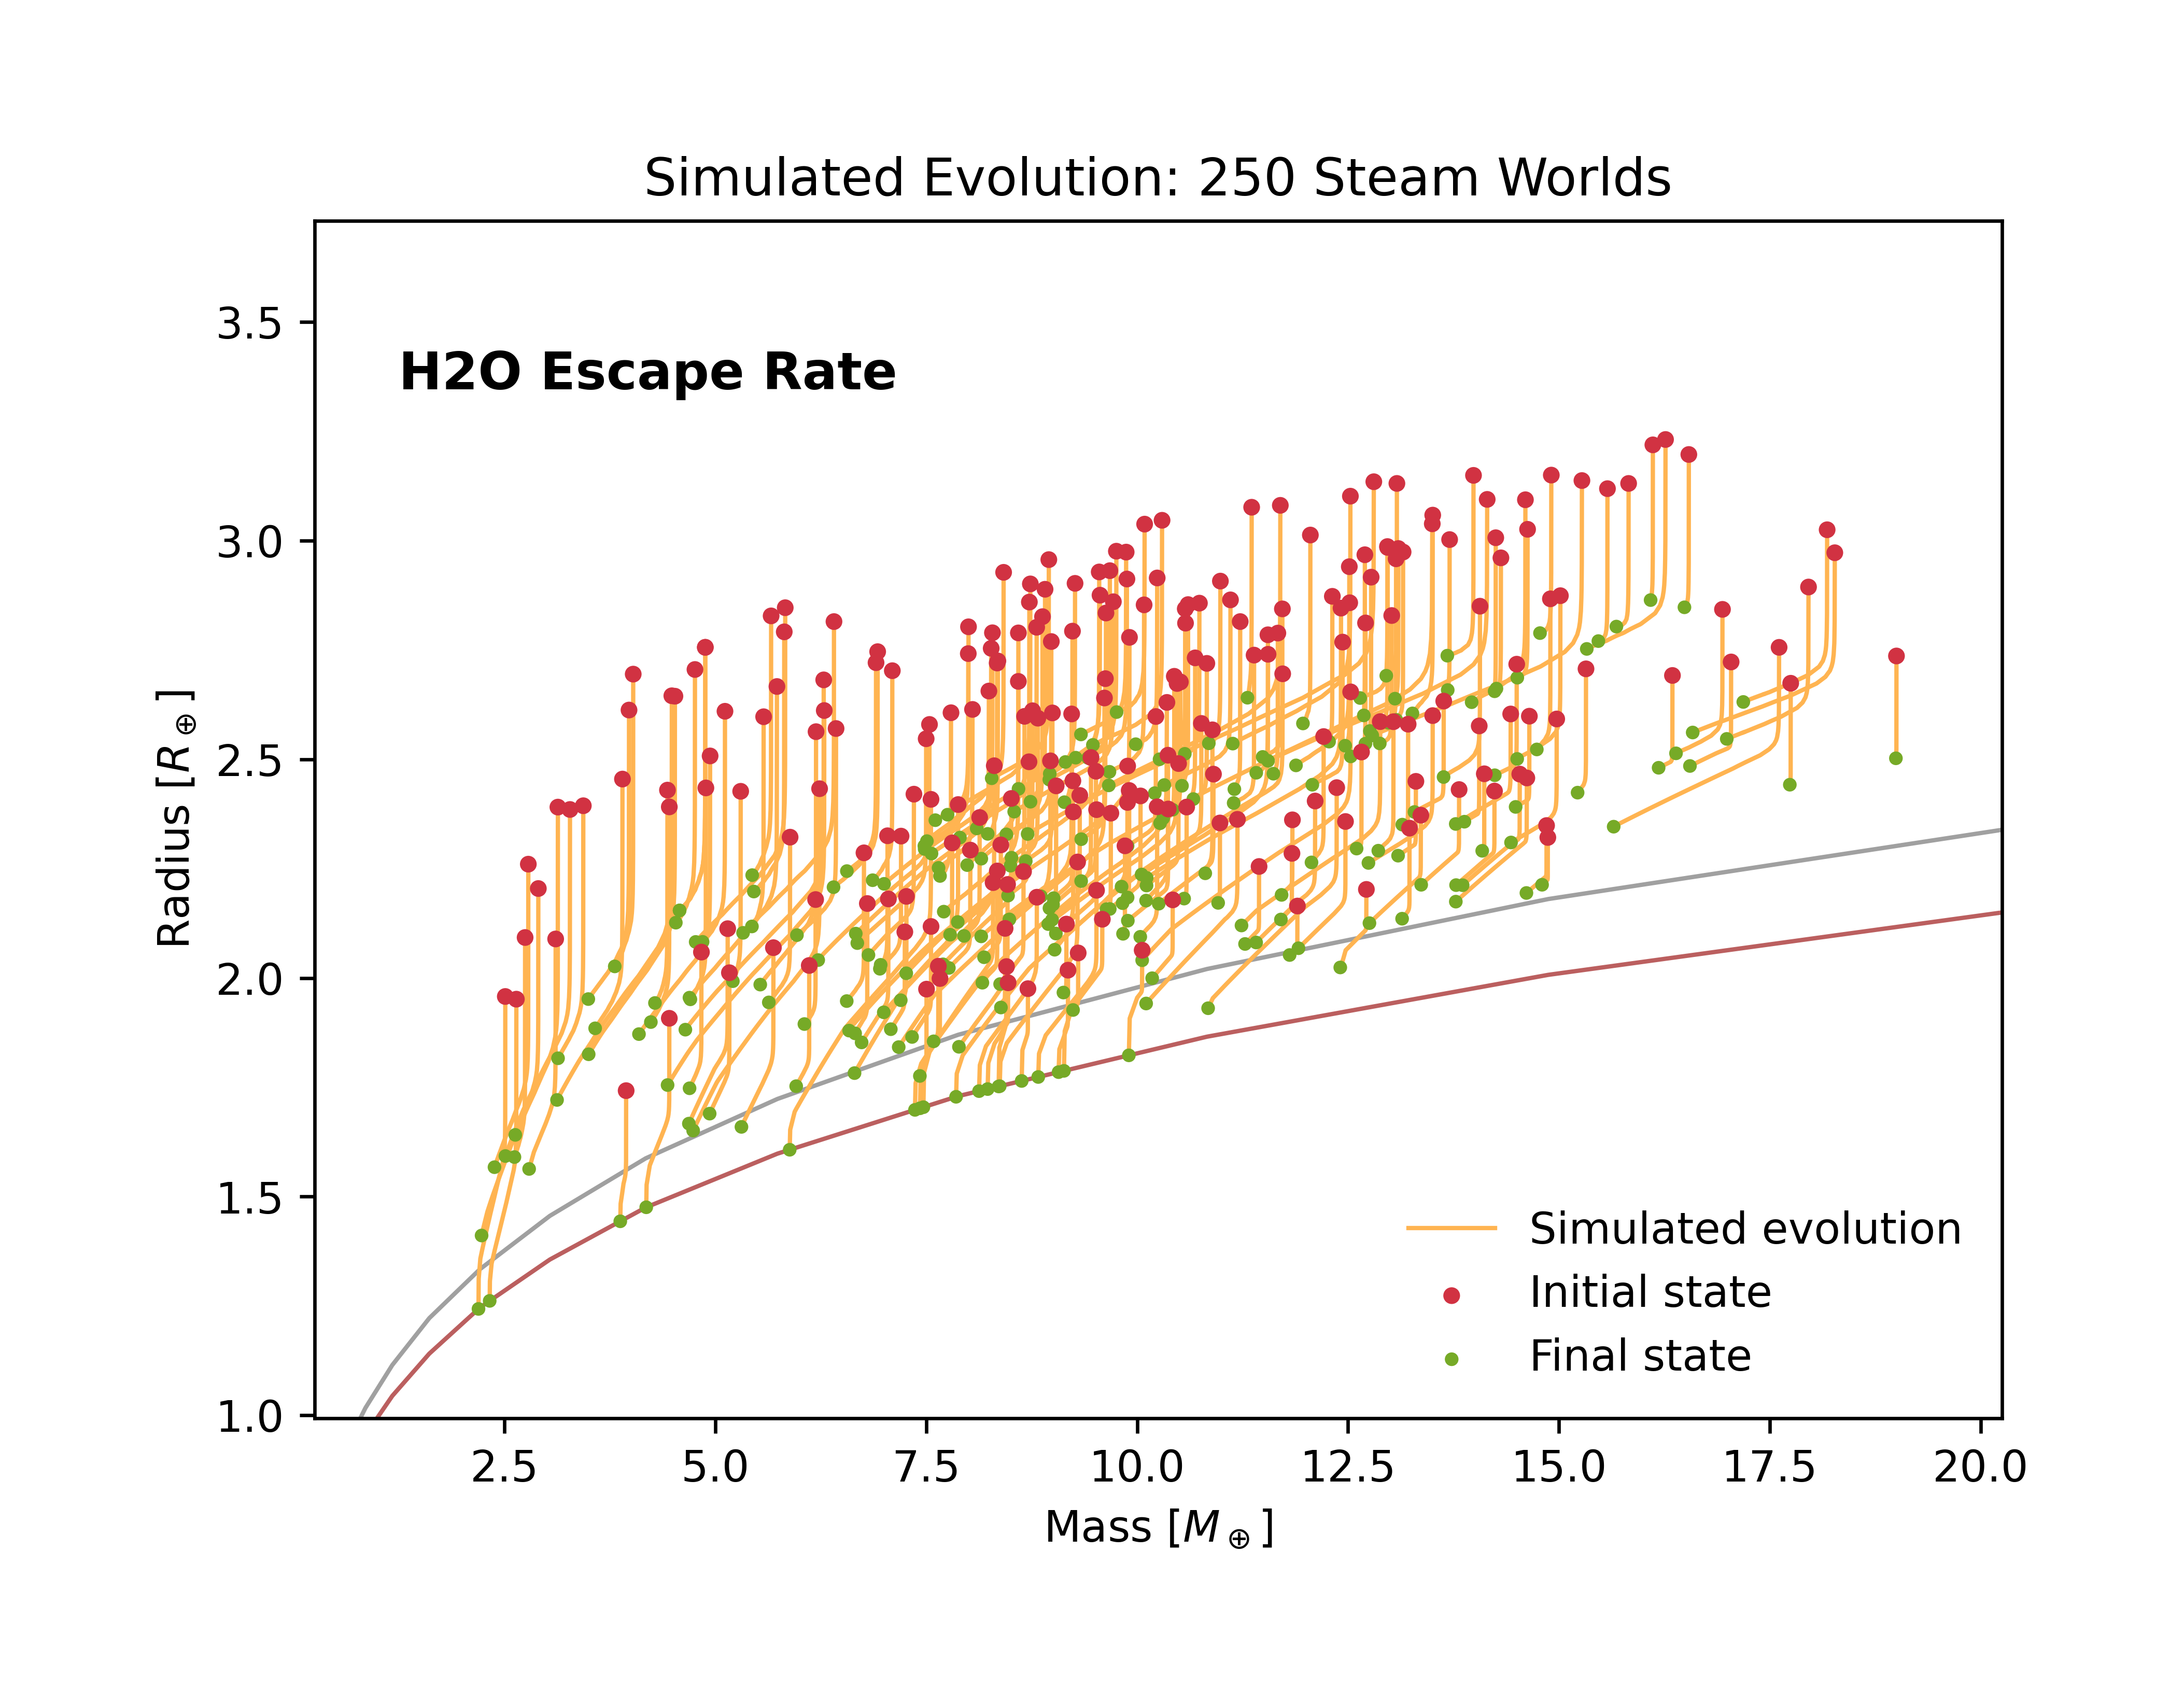 Simulated Evolution: 250 Steam Worlds
3.5
H2O Escape Rate
3.0
2.5
2.0
1.5
1.0
Radius [R⊕]
Simulated evolution
Initial state
Final state
2.5 5.0 7.5 10.0 12.5 15.0 17.5 20.0
Mass [M⊕]